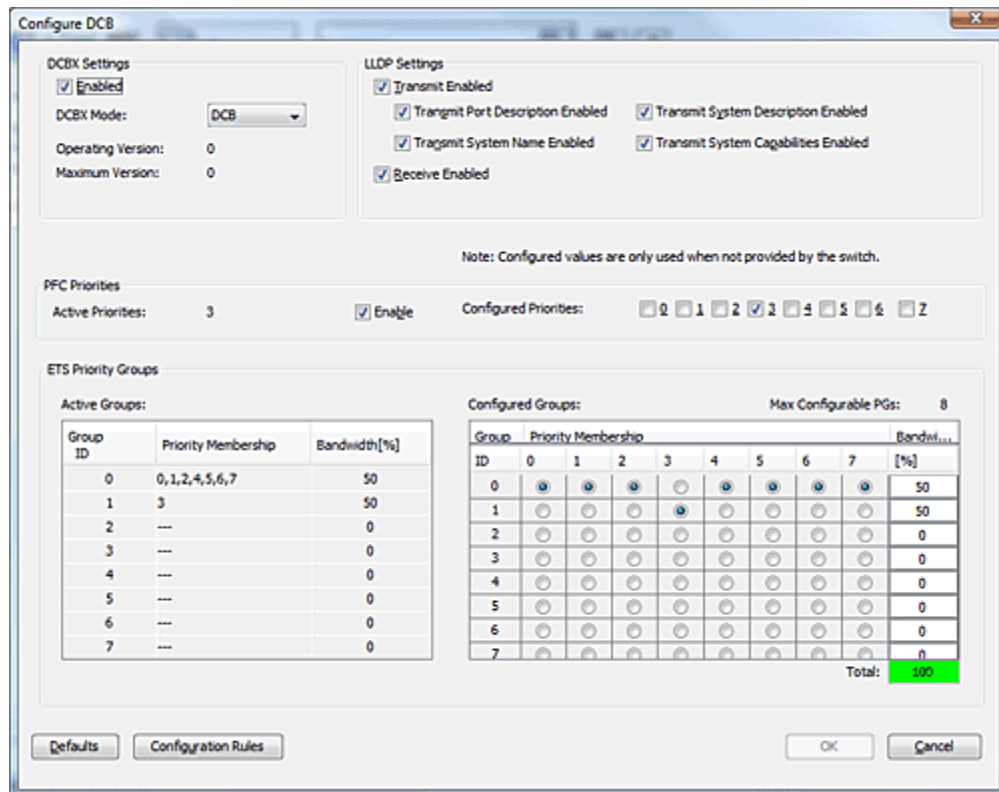 Configure DCB
DCBX Settings
Enabled
DCBX Mode: DCB
Operating Version: 0
Maximum Version: 0
LLDP Settings
Transmit Enabled
Transmit Port Description Enabled
Transmit System Description Enabled
Transmit System Name Enabled
Transmit System Capabilities Enabled
Receive Enabled
Note: Configured values are only used when not provided by the switch.
PFC Priorities
Active Priorities: 3
Enable
Configured Priorities: 0 1 2 3 4 5 6 7
ETS Priority Groups
Active Groups:
Group ID Priority Membership Bandwidth[%]
0 0,1,2,4,5,6,7 50
1 3 50
2 --- 0
3 --- 0
4 --- 0
5 --- 0
6 --- 0
7 --- 0
Configured Groups: Max Configurable PGs: 8
Group Priority Membership Bandwi...
ID 0 1 2 3 4 5 6 7 [%]
0 50
1 50
2 0
3 0
4 0
5 0
6 0
7 0
Total: 100
Defaults
Configuration Rules
OK
Cancel